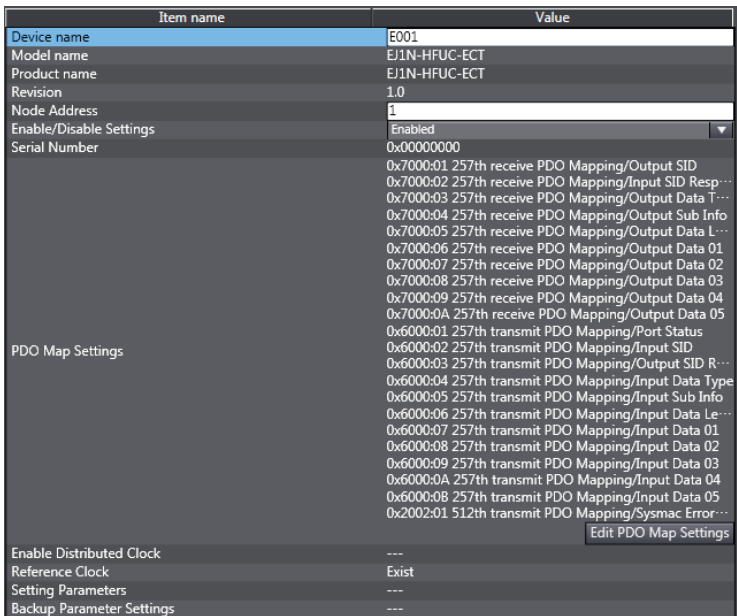 Item name Value
Device name E001
Model name EJ1N-HFUC-ECT
Product name EJ1N-HFUC-ECT
Revision 1.0
Node Address 1
Enable/Disable Settings Enabled
Serial Number 0x00000000
PDO Map Settings
0x7000:01 257th receive PDO Mapping/Output SID
0x7000:02 257th receive PDO Mapping/Input SID Resp···
0x7000:03 257th receive PDO Mapping/Output Data T···
0x7000:04 257th receive PDO Mapping/Output Sub Info
0x7000:05 257th receive PDO Mapping/Output Data L···
0x7000:06 257th receive PDO Mapping/Output Data 01
0x7000:07 257th receive PDO Mapping/Output Data 02
0x7000:08 257th receive PDO Mapping/Output Data 03
0x7000:09 257th receive PDO Mapping/Output Data 04
0x7000:0A 257th receive PDO Mapping/Output Data 05
0x6000:01 257th transmit PDO Mapping/Port Status
0x6000:02 257th transmit PDO Mapping/Input SID
0x6000:03 257th transmit PDO Mapping/Output SID R···
0x6000:04 257th transmit PDO Mapping/Input Data Type
0x6000:05 257th transmit PDO Mapping/Input Sub Info
0x6000:06 257th transmit PDO Mapping/Input Data Le···
0x6000:07 257th transmit PDO Mapping/Input Data 01
0x6000:08 257th transmit PDO Mapping/Input Data 02
0x6000:09 257th transmit PDO Mapping/Input Data 03
0x6000:0A 257th transmit PDO Mapping/Input Data 04
0x6000:0B 257th transmit PDO Mapping/Input Data 05
0x2002:01 512th transmit PDO Mapping/Sysmac Error···
Edit PDO Map Settings
Enable Distributed Clock ---
Reference Clock Exist
Setting Parameters ---
Backup Parameter Settings ---